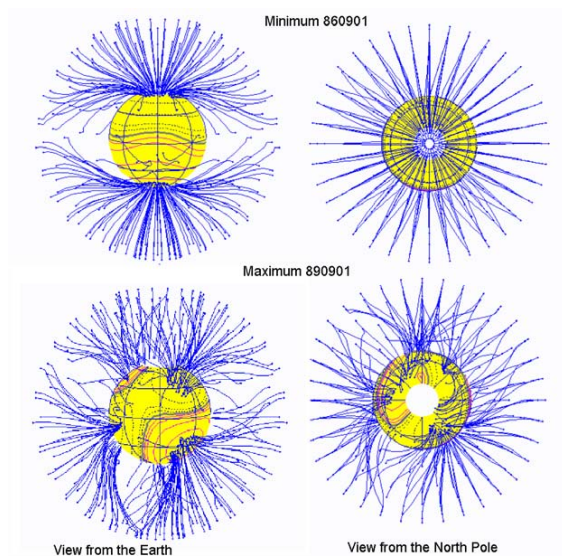 Minimum 860901
Maximum 890901
View from the Earth
View from the North Pole